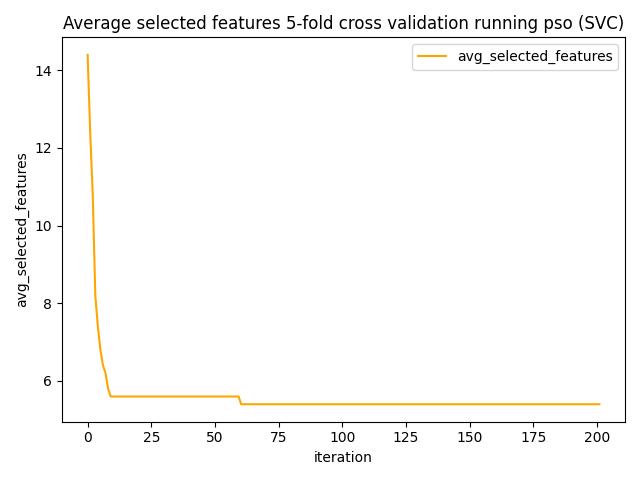 Average selected features 5-fold cross validation running pso (SVC)
avg_selected_features
14
12
10
8
6
avg_selected_features
0 25 50 75 100 125 150 175 200
iteration